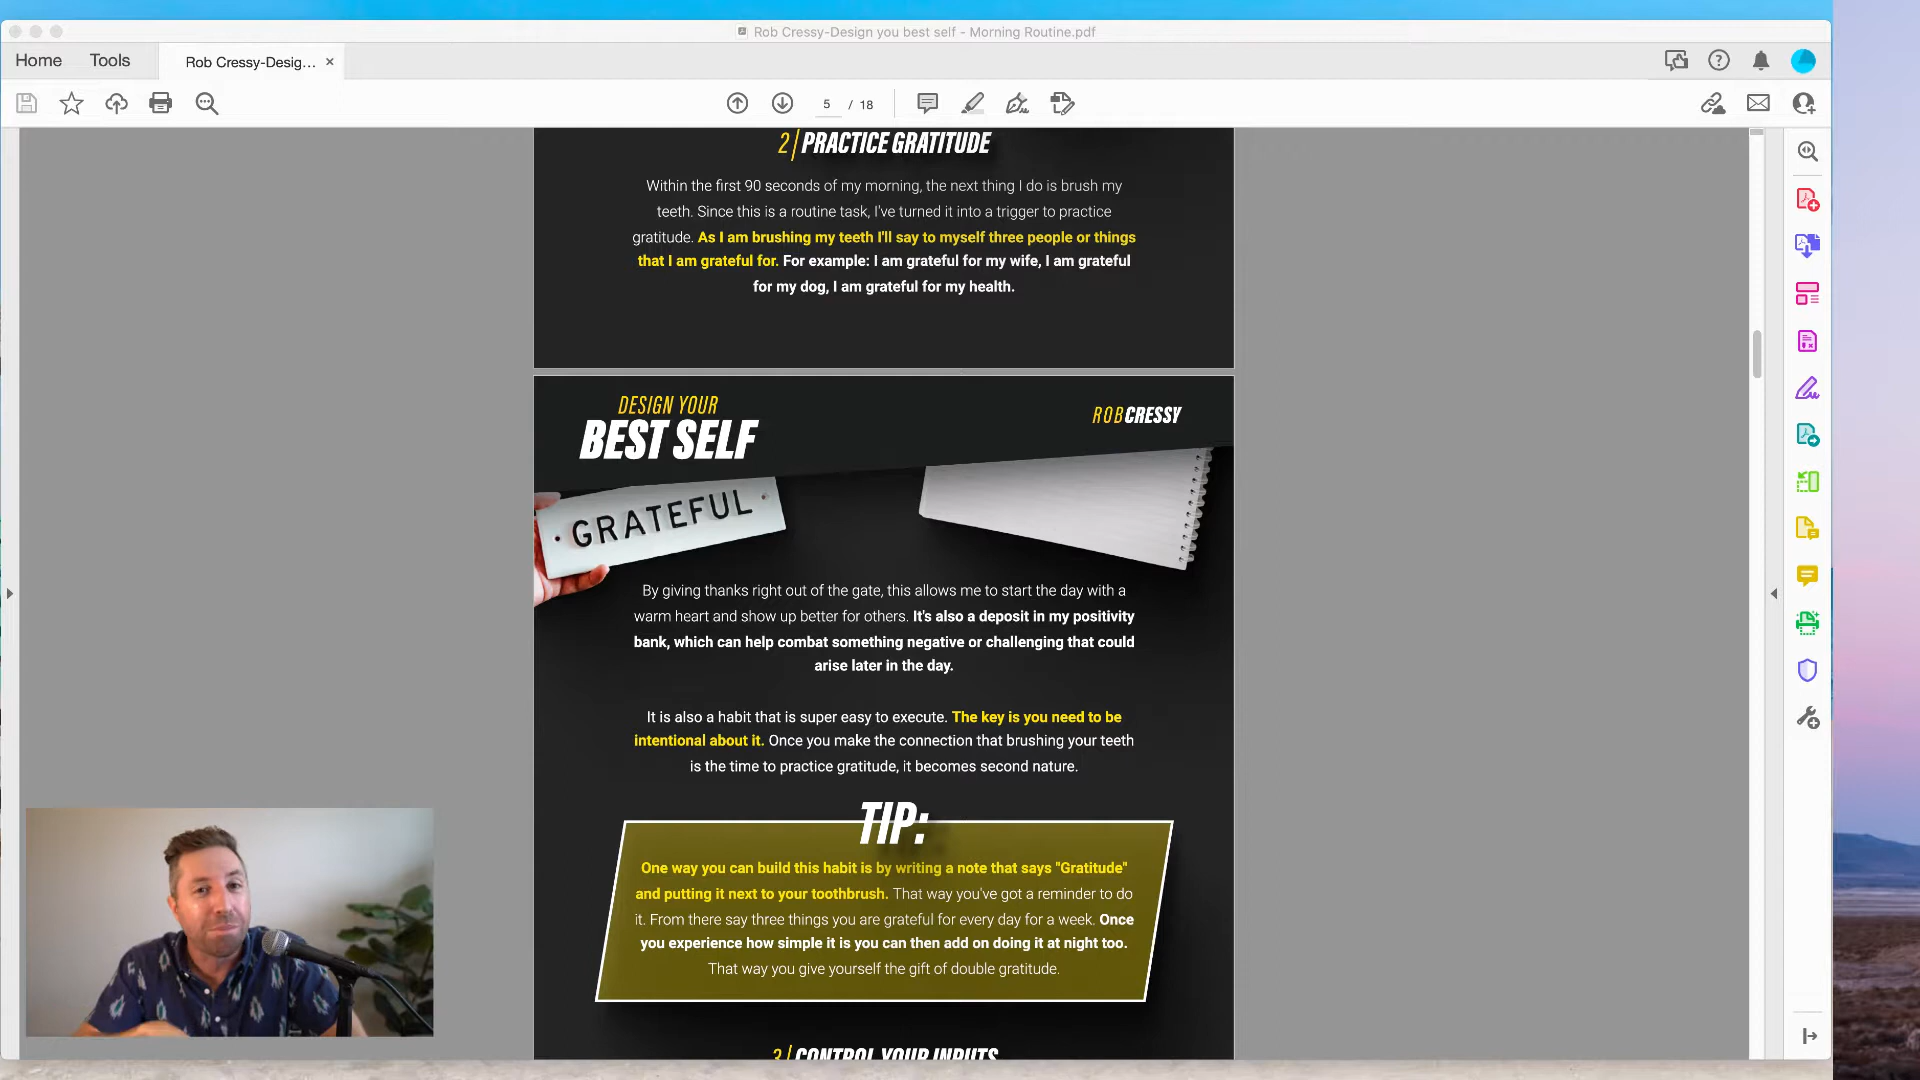 Rob Cressy-Design you best self - Morning Routine.pdf
Home
Tools
Rob Cressy-Desig...
5 / 18
2 | PRACTICE GRATITUDE
Within the first 90 seconds of my morning, the next thing I do is brush my
teeth. Since this is a routine task, I've turned it into a trigger to practice
gratitude. As I am brushing my teeth I'll say to myself three people or things
that I am grateful for. For example: I am grateful for my wife, I am grateful
for my dog, I am grateful for my health.
DESIGN YOUR
BEST SELF
ROBCRESSY
GRATEFUL
By giving thanks right out of the gate, this allows me to start the day with a
warm heart and show up better for others. It's also a deposit in my positivity
bank, which can help combat something negative or challenging that could
arise later in the day.
It is also a habit that is super easy to execute. The key is you need to be
intentional about it. Once you make the connection that brushing your teeth
is the time to practice gratitude, it becomes second nature.
TIP:
One way you can build this habit is by writing a note that says "Gratitude"
and putting it next to your toothbrush. That way you've got a reminder to do
it. From there say three things you are grateful for every day for a week. Once
you experience how simple it is you can then add on doing it at night too.
That way you give yourself the gift of double gratitude.
3 | CONTROL YOUR INPUTS